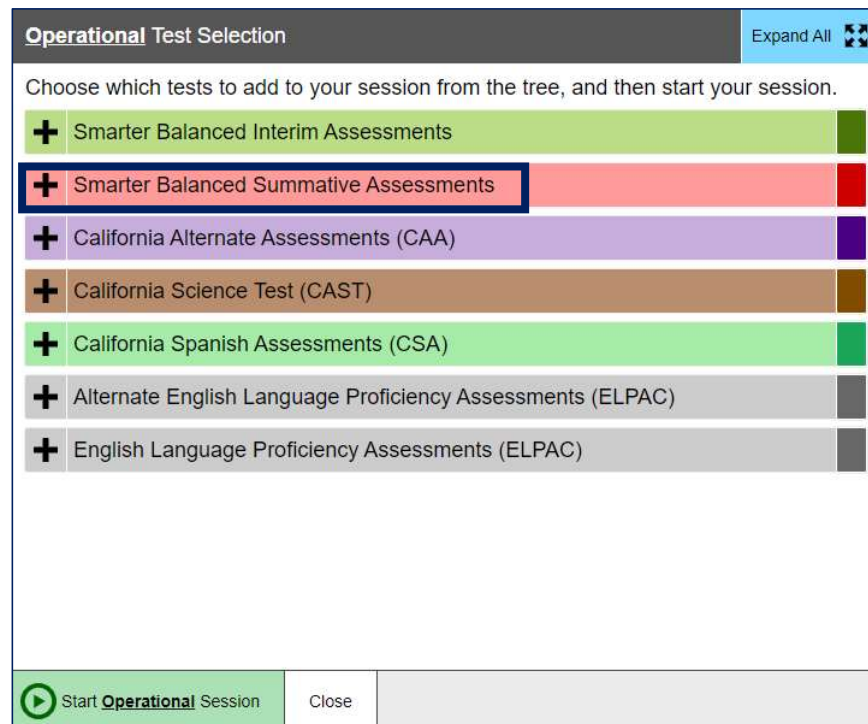 Operational Test Selection
Expand All
Choose which tests to add to your session from the tree, and then start your session.
Smarter Balanced Interim Assessments
Smarter Balanced Summative Assessments
California Alternate Assessments (CAA)
California Science Test (CAST)
California Spanish Assessments (CSA)
Alternate English Language Proficiency Assessments (ELPAC)
English Language Proficiency Assessments (ELPAC)
Start Operational Session
Close